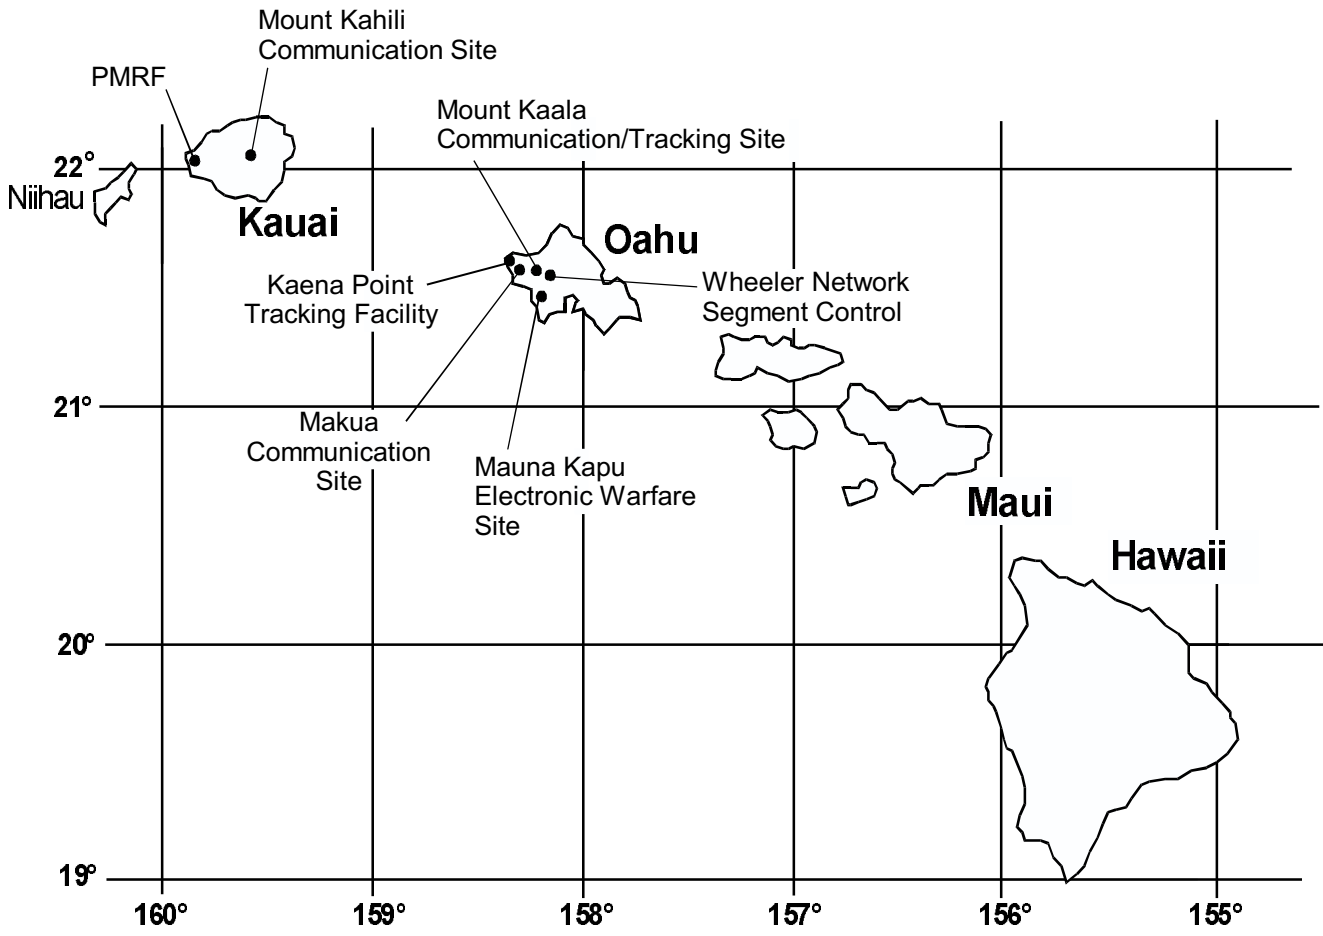 Mount Kahili
Communication Site
PMRF
Mount Kaala
Communication/Tracking Site
22°
Niihau
Kauai
Oahu
Kaena Point
Tracking Facility
Wheeler Network
Segment Control
21°
Makua
Communication
Site
Mauna Kapu
Electronic Warfare
Site
Maui
Hawaii
20°
19°
160°
159°
158°
157°
156°
155°